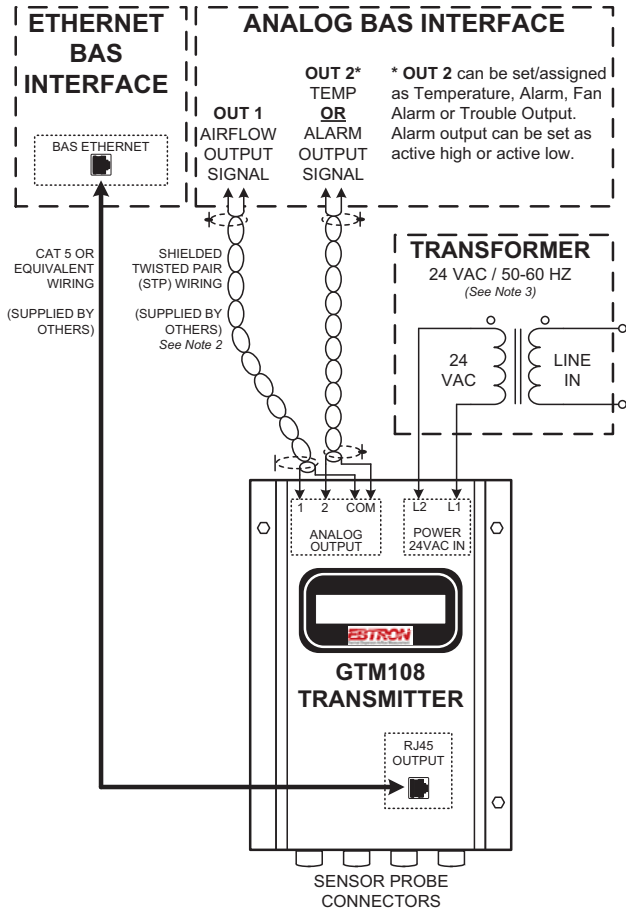 ETHERNET
BAS
INTERFACE
BAS ETHERNET
ANALOG BAS INTERFACE
OUT 1
AIRFLOW
OUTPUT
SIGNAL
OUT 2*
TEMP
OR
ALARM
OUTPUT
SIGNAL
* OUT 2 can be set/assigned
as Temperature, Alarm, Fan
Alarm or Trouble Output.
Alarm output can be set as
active high or active low.
CAT 5 OR
EQUIVALENT
WIRING
(SUPPLIED BY
OTHERS)
SHIELDED
TWISTED PAIR
(STP) WIRING
(SUPPLIED BY
OTHERS)
See Note 2
TRANSFORMER
24 VAC / 50-60 HZ
(See Note 3)
24
VAC
LINE
IN
1 2 COM
ANALOG
OUTPUT
L2 L1
POWER
24VAC IN
EBTRON
GTM108
TRANSMITTER
RJ45
OUTPUT
SENSOR PROBE
CONNECTORS